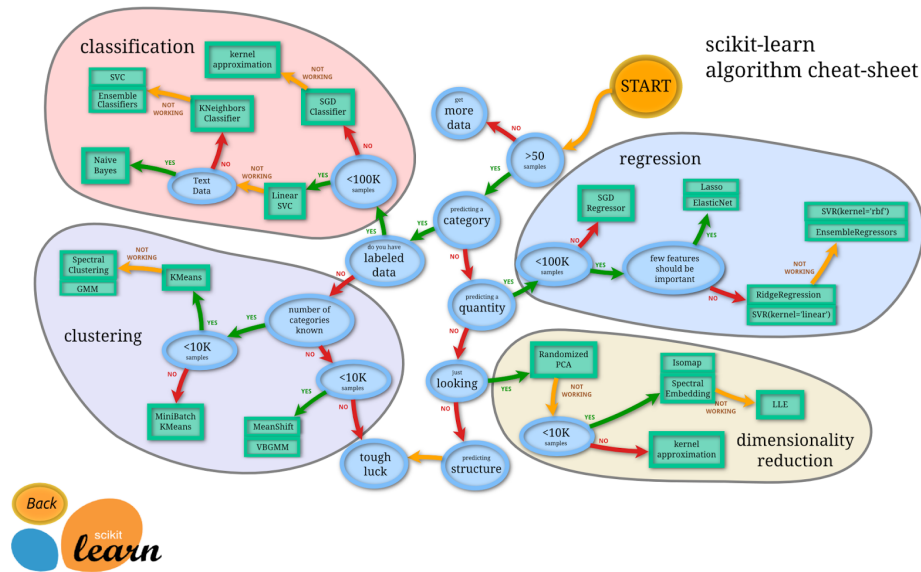 scikit-learn
algorithm cheat-sheet
START
get
more
data
NO
>50
samples
YES
classification
kernel
approximation
NOT
WORKING
SVC
Ensemble
Classifiers
NOT
WORKING
KNeighbors
Classifier
SGD
Classifier
NO
NO
Naive
Bayes
YES
Text
Data
NOT
WORKING
Linear
SVC
YES
<100K
samples
YES
predicting a
category
YES
do you have
labeled
data
NO
NO
regression
SGD
Regressor
Lasso
ElasticNet
SVR(kernel='rbf')
EnsembleRegressors
YES
NO
<100K
samples
YES
few features
should be
important
NOT
WORKING
NO
RidgeRegression
SVR(kernel='linear')
predicting a
quantity
YES
NO
clustering
Spectral
Clustering
GMM
NOT
WORKING
KMeans
YES
number of
categories
known
YES
<10K
samples
NO
NO
<10K
samples
MiniBatch
KMeans
YES
MeanShift
VBGMM
NO
tough
luck
just
looking
YES
NO
predicting
structure
dimensionality
reduction
Randomized
PCA
NOT
WORKING
Isomap
Spectral
Embedding
NOT
WORKING
LLE
YES
<10K
samples
NO
kernel
approximation
Back
scikit
learn